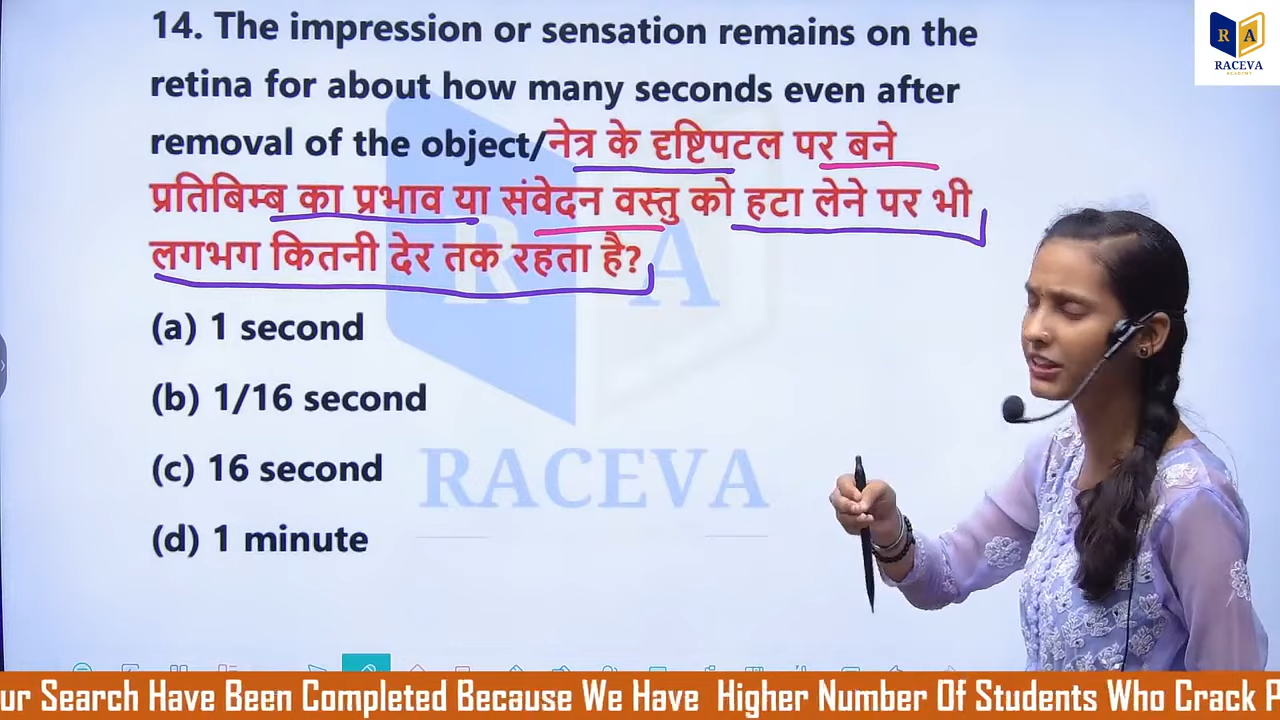 14. The impression or sensation remains on the
retina for about how many seconds even after
removal of the object/नेत्र के दृष्टिपटल पर बने
प्रतिबिम्ब का प्रभाव या संवेदन वस्तु को हटा लेने पर भी
लगभग कितनी देर तक रहता है?
(a) 1 second
(b) 1/16 second
(c) 16 second
(d) 1 minute
R A
RACEVA
R A
RACEVA
ACADEMY
ur Search Have Been Completed Because We Have Higher Number Of Students Who Crack P